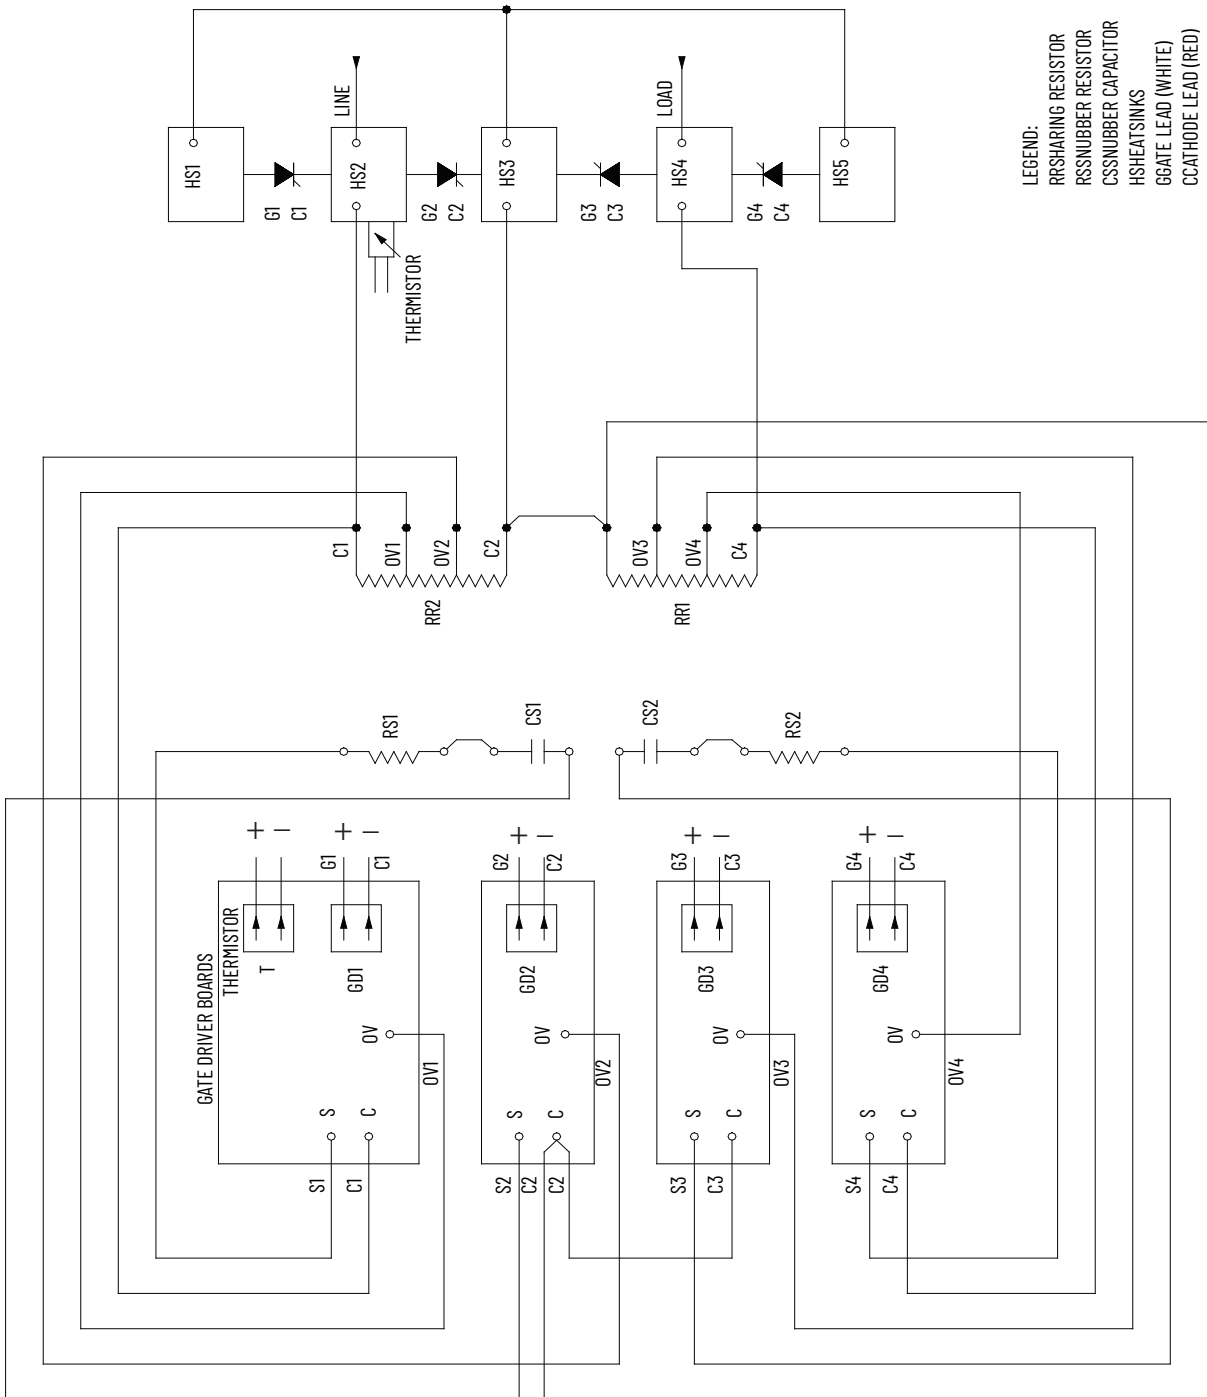 HS1
LINE
HS2
HS3
LOAD
HS4
HS5
G1
C1
G2
C2
G3
C3
G4
C4
THERMISTOR
LEGEND:
RRSHARING RESISTOR
RSSNUBBER RESISTOR
CSSNUBBER CAPACITOR
HSHEATSINKS
GGATE LEAD (WHITE)
CCATHODE LEAD (RED)
C1
OV1
OV2
C2
OV3
OV4
C4
RR2
RR1
RS1
CS1
CS2
RS2
GATE DRIVER BOARDS
THERMISTOR
+
−
+
−
G1
C1
+
−
G2
C2
+
−
G3
C3
+
−
G4
C4
T
GD1
GD2
GD3
GD4
OV
OV1
OV
OV2
OV
OV3
OV
OV4
S
C
S
C
S
C
S
C
S1
C1
S2
C2
C2
S3
C3
S4
C4